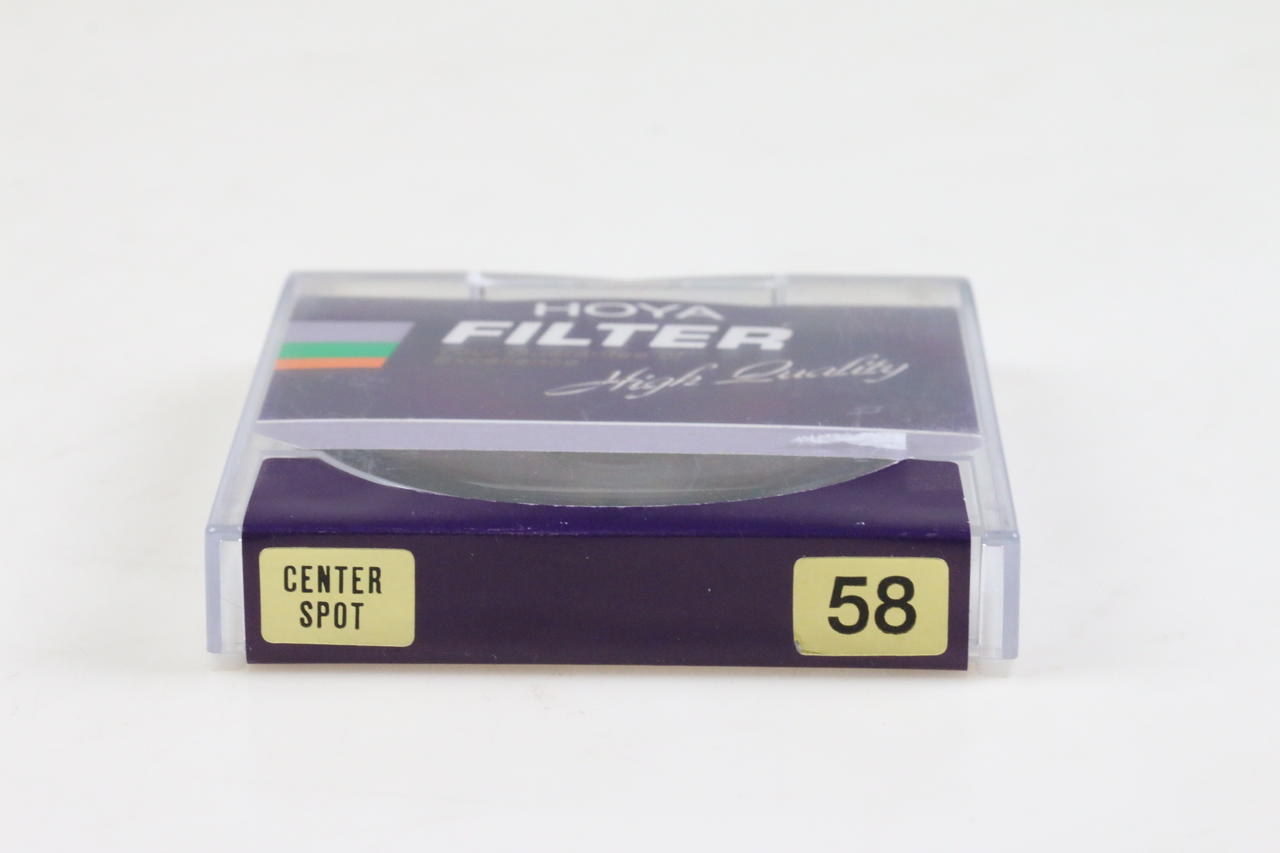 HOYA
FILTER
High Quality
CENTER
SPOT
58